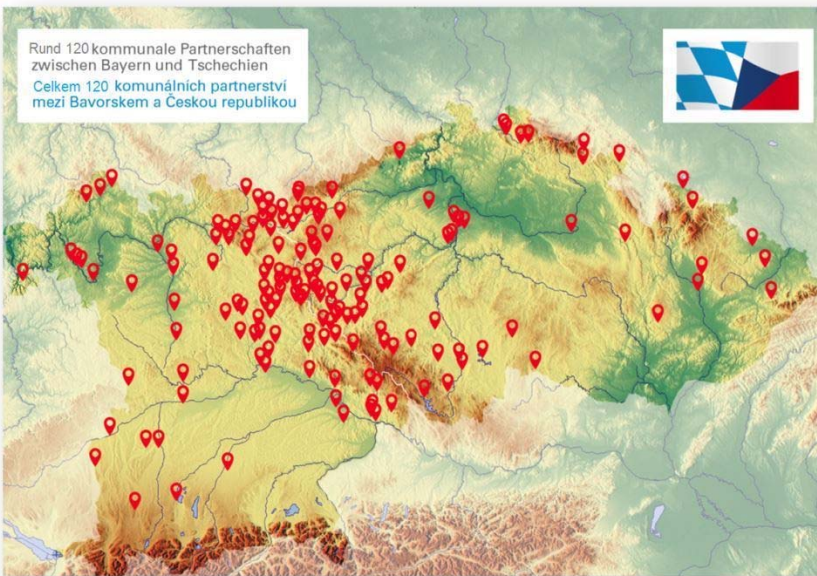 Rund 120 kommunale Partnerschaften
zwischen Bayern und Tschechien
Celkem 120 komunálních partnerství
mezi Bavorskem a Českou republikou